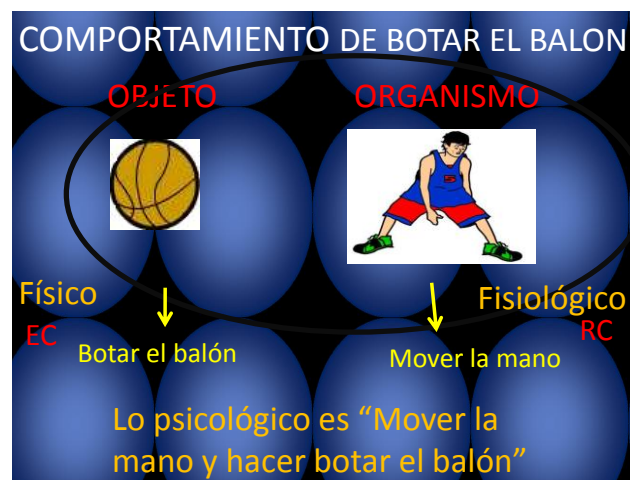 COMPORTAMIENTO DE BOTAR EL BALON
OBJETO
ORGANISMO
Físico
EC
Botar el balón
Fisiológico
RC
Mover la mano
Lo psicológico es “Mover la
mano y hacer botar el balón”